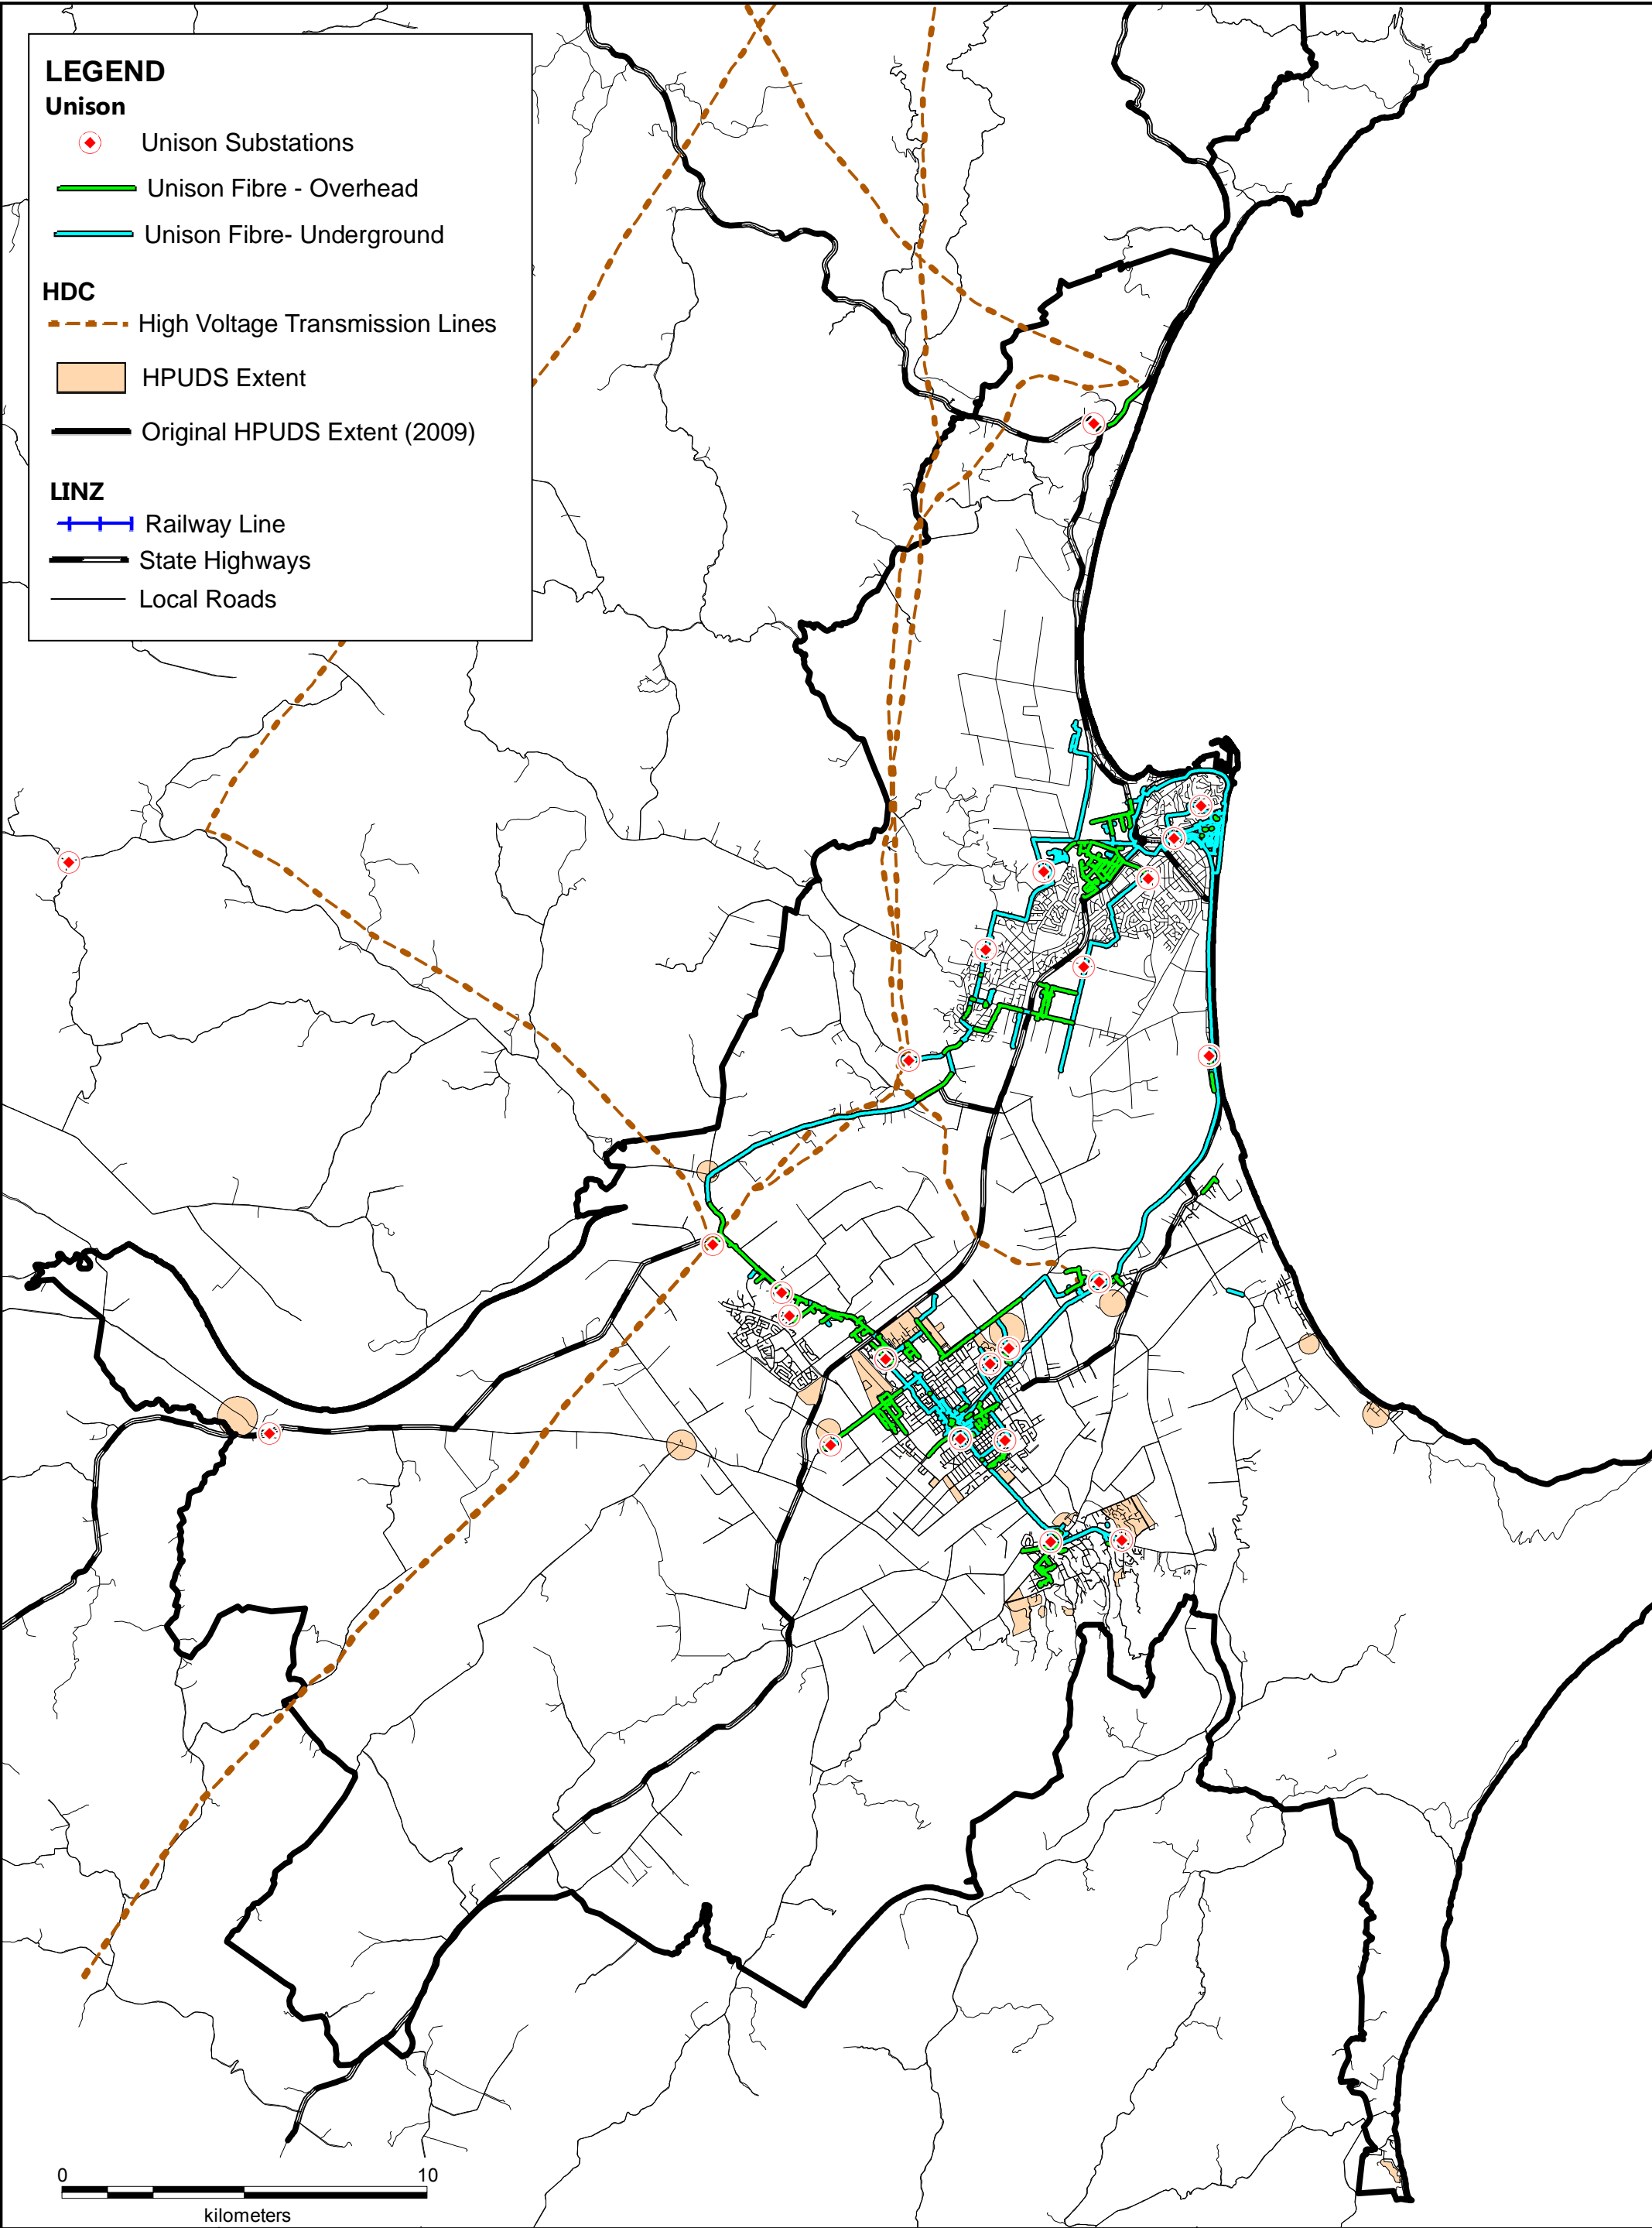 LEGEND
Unison
Unison Substations
Unison Fibre - Overhead
Unison Fibre- Underground
HDC
High Voltage Transmission Lines
HPUDS Extent
Original HPUDS Extent (2009)
LINZ
Railway Line
State Highways
Local Roads
0 10
kilometers